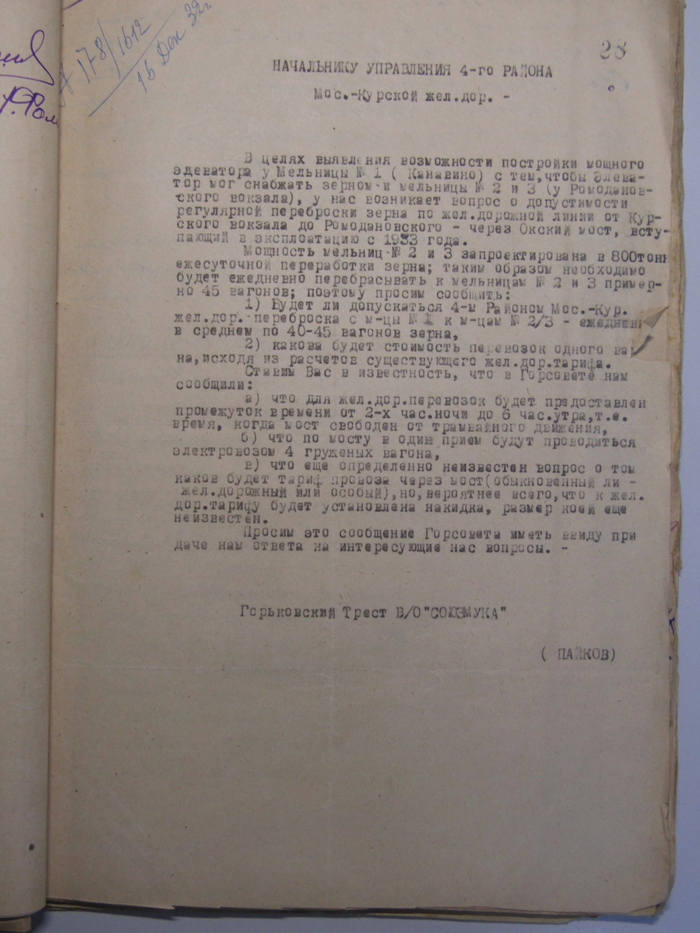 178/1612
16 Дек 32г
28
НАЧАЛЬНИКУ УПРАВЛЕНИЯ 4-го РАЙОНА
Мос.-Курской жел.дор. -
В целях выявления возможности постройки мощного
элеватора у Мельницы № 1 ( Канавино) с тем,чтобы Элева-
тор мог снабжать зерном и мельницы № 2 и 3 (у Ромоданов-
ского вокзала), у нас возникает вопрос о допустимости
регулярной переброски зерна по жел.дорожной линии от Кур-
ского вокзала до Ромодановского - через Окский мост, всту-
пающий в эксплоатацию с 1933 года.
Мощность мельниц № 2 и 3 запроектирована в 800тонн
ежесуточной переработки зерна; таким образом необходимо
будет ежедневно перебрасывать к мельницам № 2 и 3 пример-
но 45 вагонов; поэтому просим сообщить:
1) Будет ли допускаться 4-м Районом Мос.-Кур.
жел.дор. переброска с м-цы № 1 к м-цам № 2/3 - ежедневн
в среднем по 40-45 вагонов зерна,
2) какова будет стоимость перевозок одного ваг
на,исходя из расчетов существующего жел.дор.тарифа.
Ставим Вас в известность, что в Горсовете нам
сообщили:
а) что для жел.дор.перевозок будет предоставлен
промежуток времени от 2-х час.ночи до 6 час.утра,т.е.
время, когда мост свободен от трамвайного движения,
б) что по мосту в один прием будут проводиться
электровозом 4 груженых вагона,
в) что еще определенно неизвестен вопрос о том
каков будет тариф провоза через мост(обыкновенный ли -
жел.дорожный или особый),но,вероятнее всего,что к жел.
дор.тарифу будет установлена накидка, размер коей еще
неизвестен.
Просим это сообщение Горсовета иметь ввиду при
даче нам ответа на интересующие нас вопросы. -
Горьковский Трест В/О"СОЮЗМУКА"
( ПАЙКОВ)